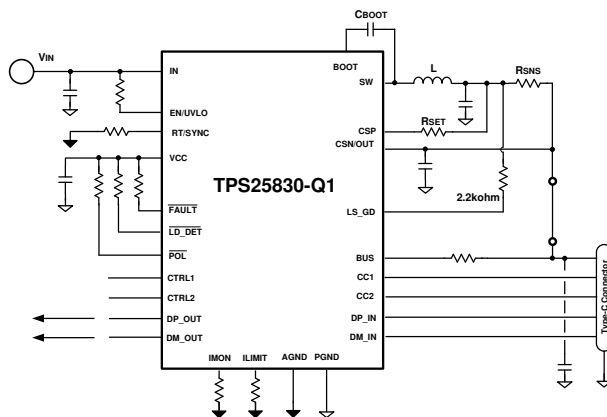 CBOOT
VIN
IN
BOOT
SW
L
RSNS
EN/UVLO
RT/SYNC
CSP
RSET
CSN/OUT
VCC
TPS25830-Q1
2.2kohm
FAULT
LS_GD
LD_DET
POL
BUS
CTRL1
CC1
CTRL2
CC2
DP_OUT
DP_IN
DM_OUT
DM_IN
Type-C Connector
IMON
ILIMIT
AGND
PGND